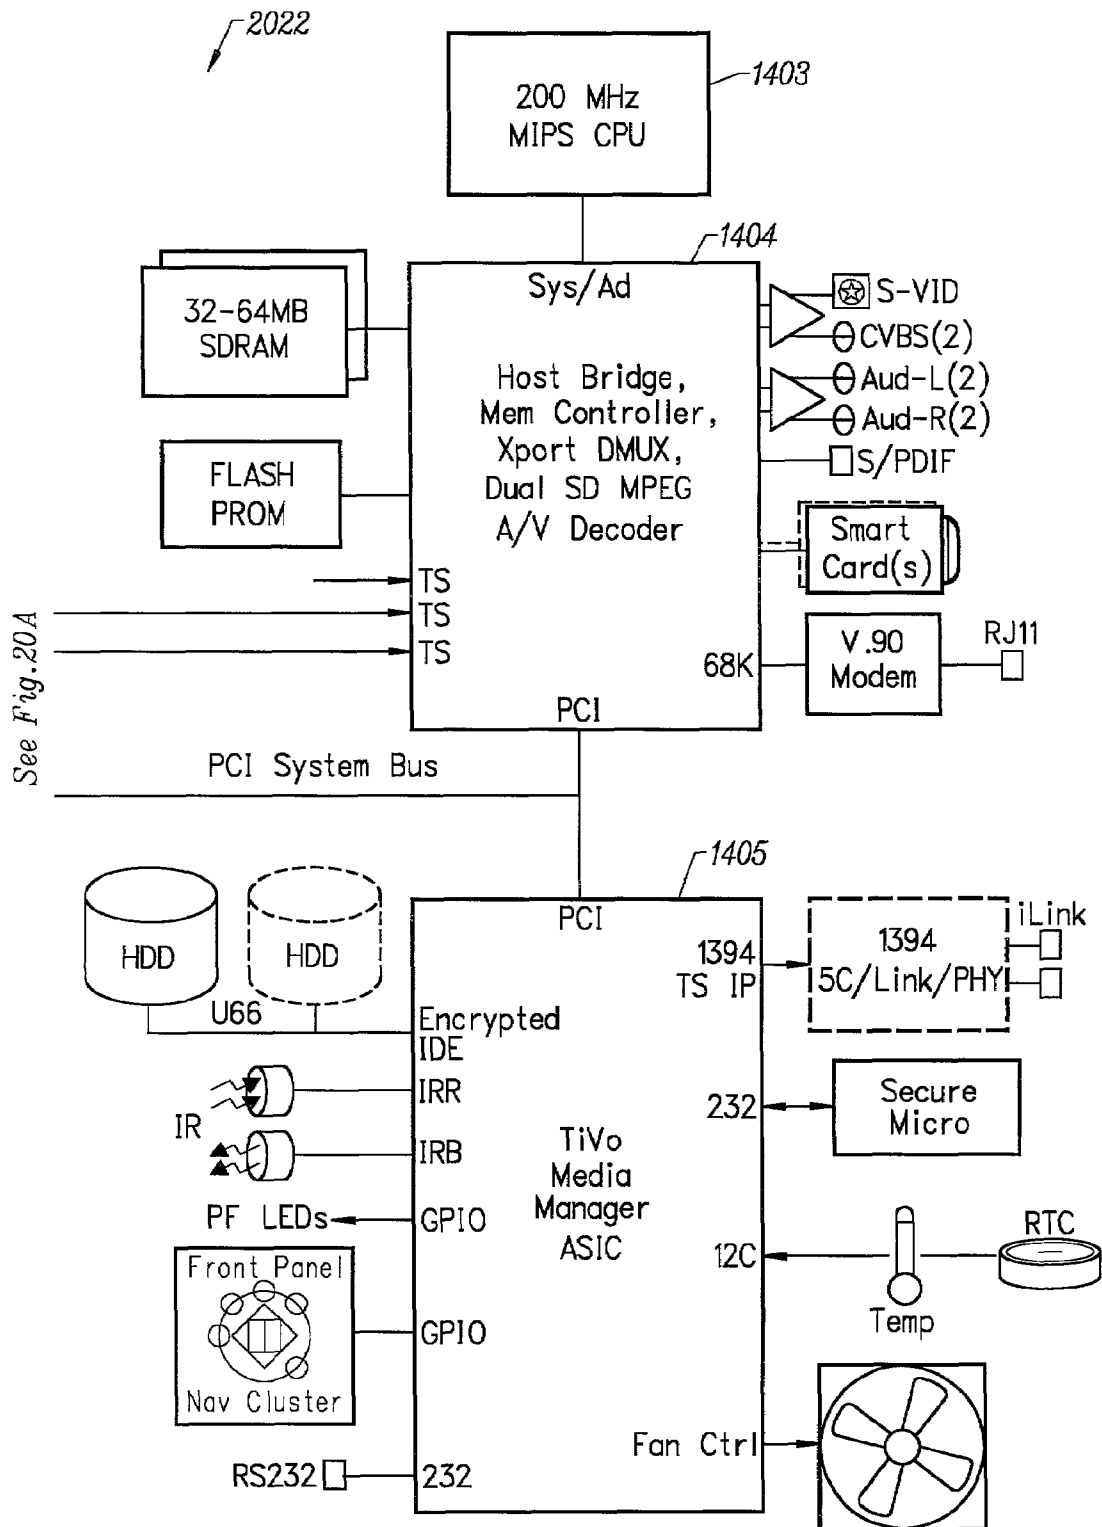 2022
1403
200 MHz
MIPS CPU
1404
Sys/Ad
32-64MB
SDRAM
Host Bridge,
Mem Controller,
Xport DMUX,
Dual SD MPEG
A/V Decoder
S-VID
CVBS(2)
Aud-L(2)
Aud-R(2)
S/PDIF
FLASH
PROM
Smart
Card(s)
TS
TS
TS
See Fig.20A
68K
V.90
Modem
RJ11
PCI
PCI System Bus
1405
PCI
HDD
HDD
U66
Encrypted
IDE
1394
TS IP
1394
5C/Link/PHY
iLink
IR
IRR
IRB
232
Secure
Micro
TiVo
Media
Manager
ASIC
PF LEDs
GPIO
12C
Temp
RTC
Front Panel
Nav Cluster
GPIO
Fan Ctrl
RS232
232